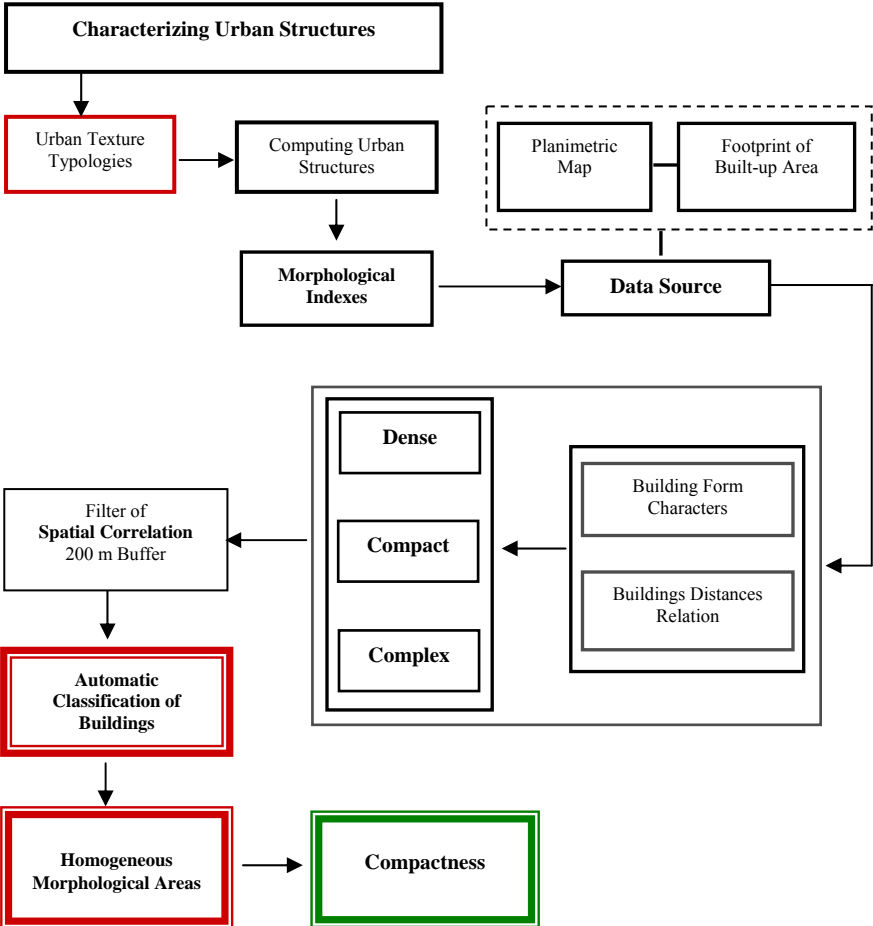 Characterizing Urban Structures
Urban Texture
Typologies
Computing Urban
Structures
Planimetric
Map
Footprint of
Built-up Area
Morphological
Indexes
Data Source
Dense
Compact
Complex
Building Form
Characters
Buildings Distances
Relation
Filter of
Spatial Correlation
200 m Buffer
Automatic
Classification of
Buildings
Homogeneous
Morphological Areas
Compactness